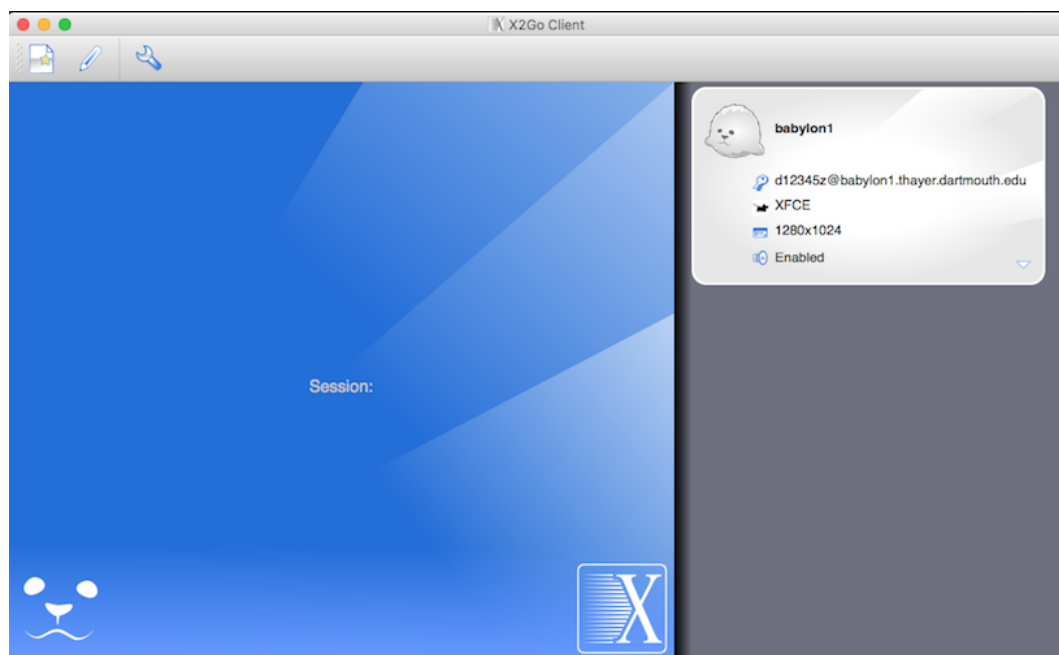 X2Go Client
babylon1
d12345z@babylon1.thayer.dartmouth.edu
XFCE
1280x1024
Enabled
Session:
X